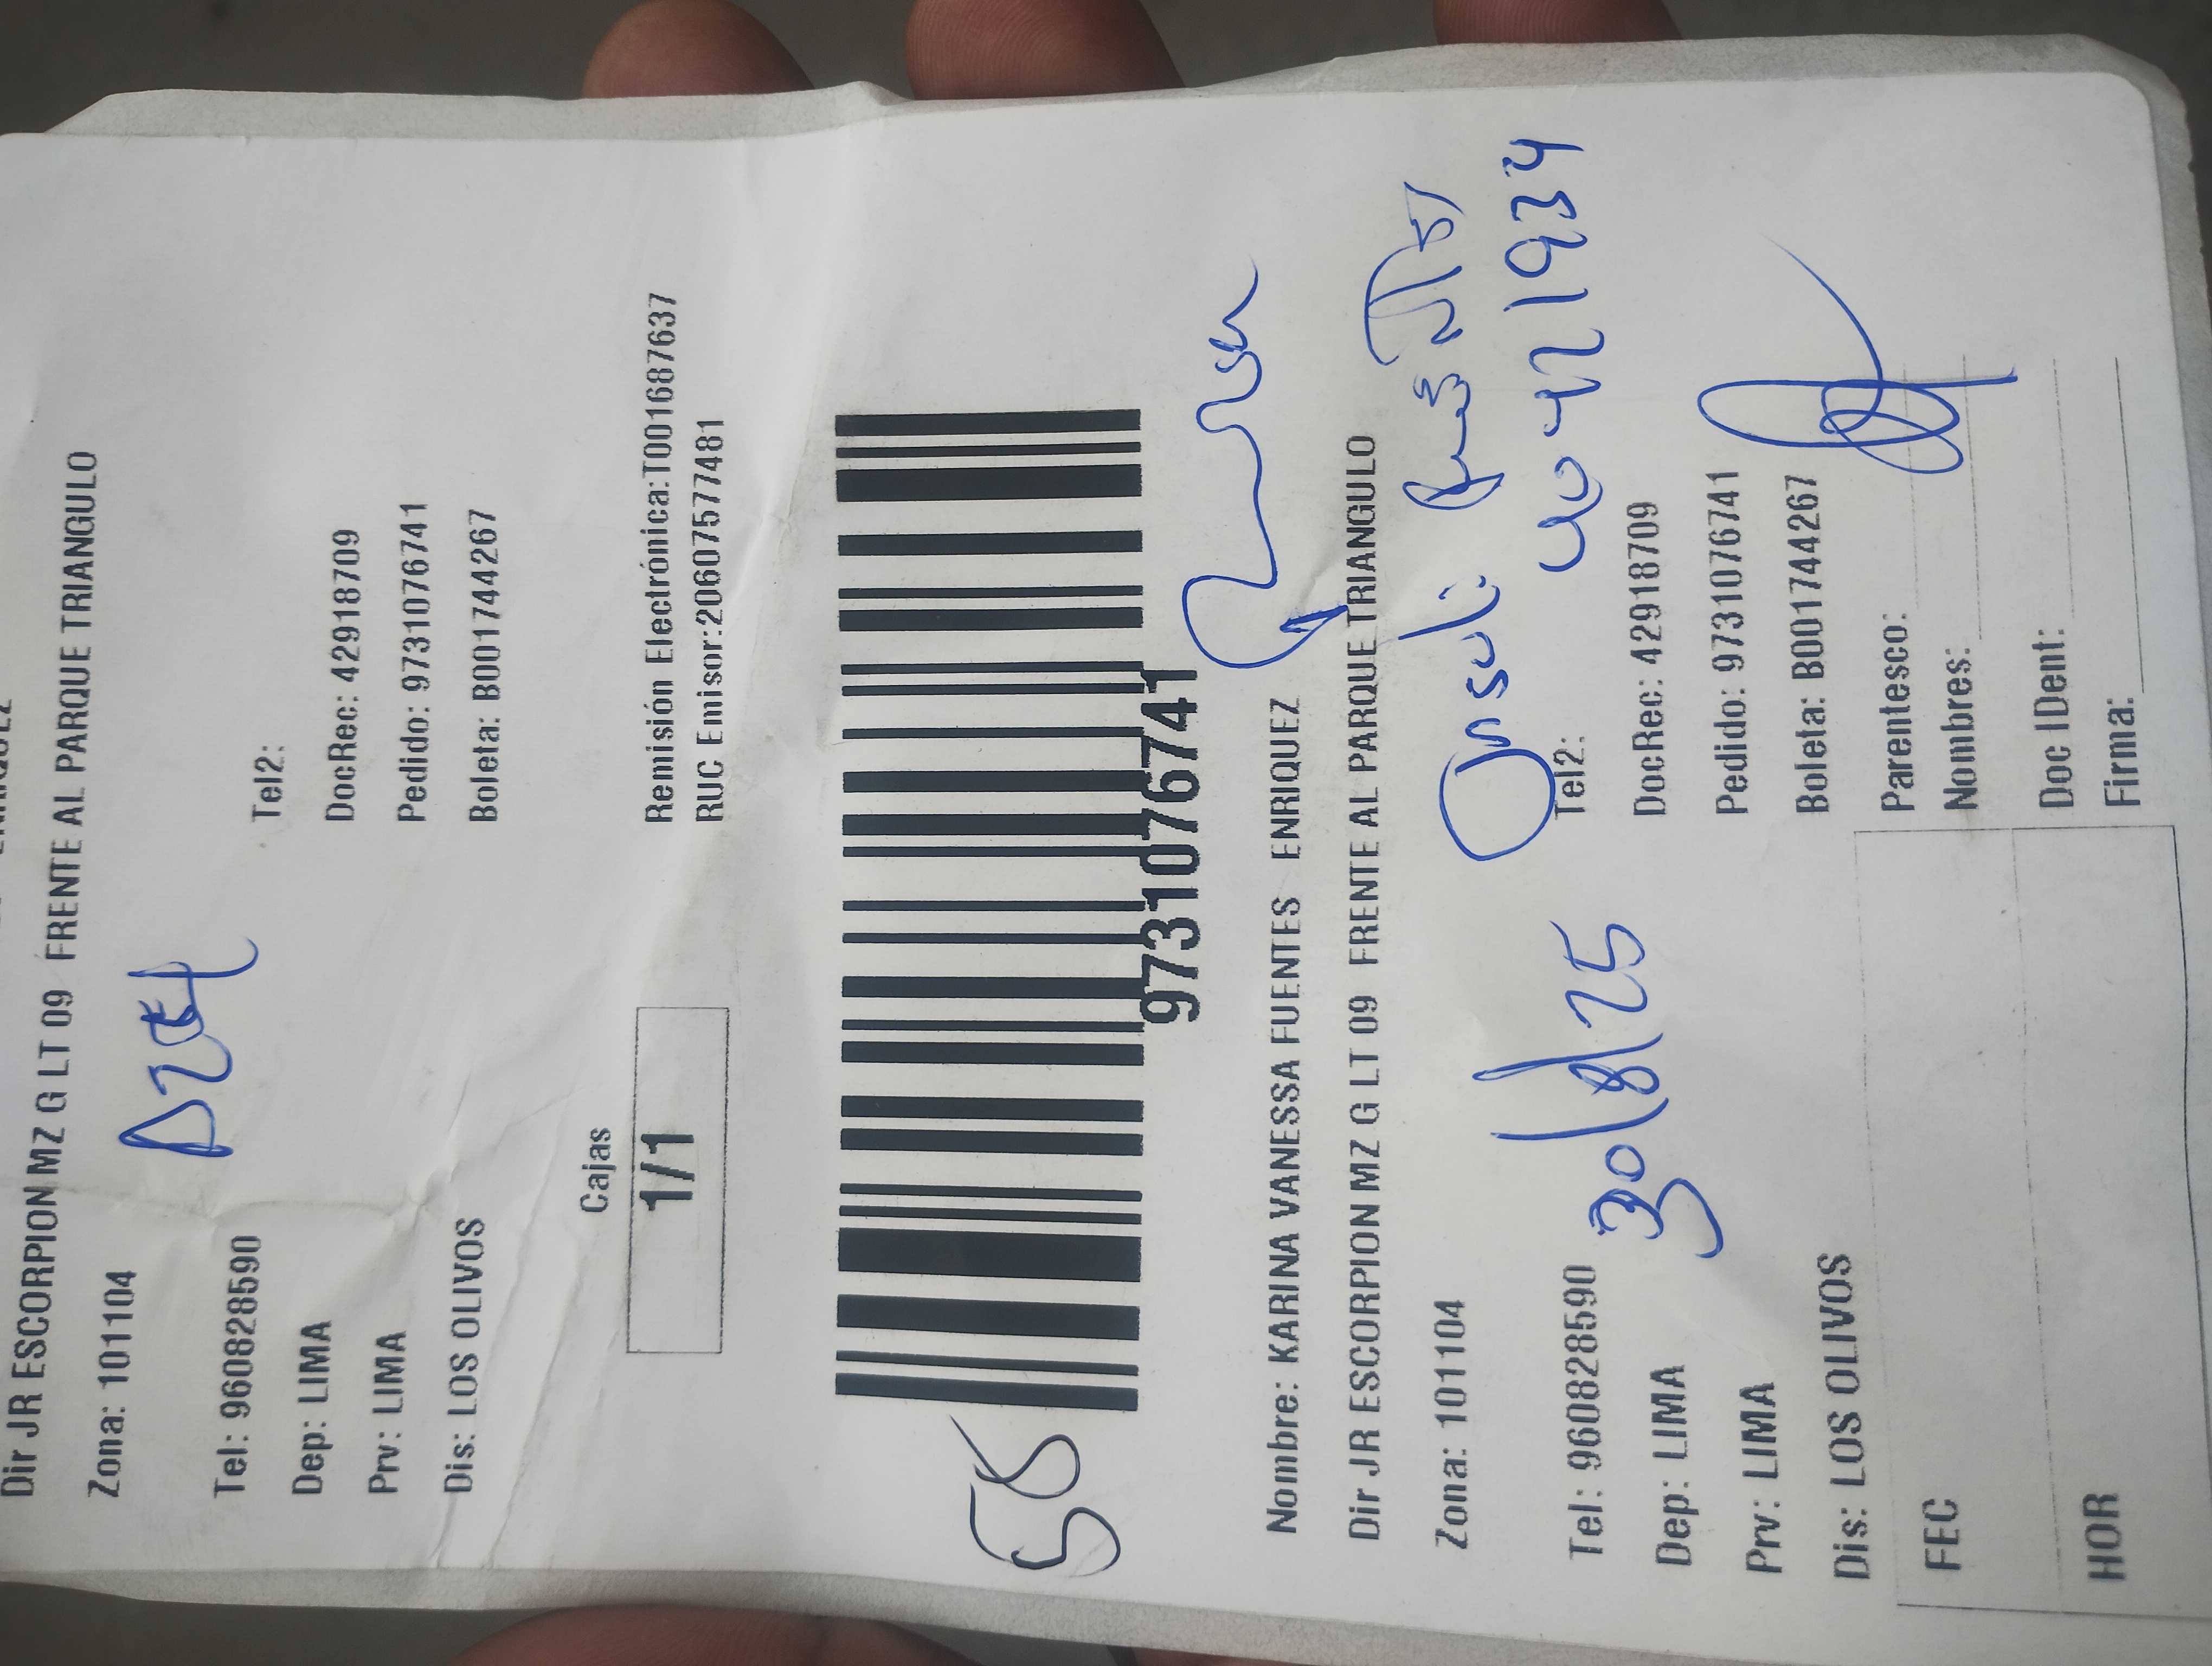 Dir JR ESCORPION MZ G LT 09 FRENTE AL PARQUE TRIANGULO
Zona: 101104
Tel: 960828590 Tel2:
Dep: LIMA DocRec: 42918709
Prv: LIMA Pedido: 9731076741
Dis: LOS OLIVOS Boleta: B001744267
Cajas
1/1
Remisión Electrónica:T001687637
RUC Emisor:20607577481
58
9731076741
Nombre: KARINA VANESSA FUENTES ENRIQUEZ
Dir JR ESCORPION MZ G LT 09 FRENTE AL PARQUE TRIANGULO
Zona: 101104
40421934
30/8/25
Tel: 960828590 Tel2:
Dep: LIMA DocRec: 42918709
Prv: LIMA Pedido: 9731076741
Dis: LOS OLIVOS Boleta: B001744267
FEC Parentesco:
Nombres:
HOR Doc IDent:
Firma: